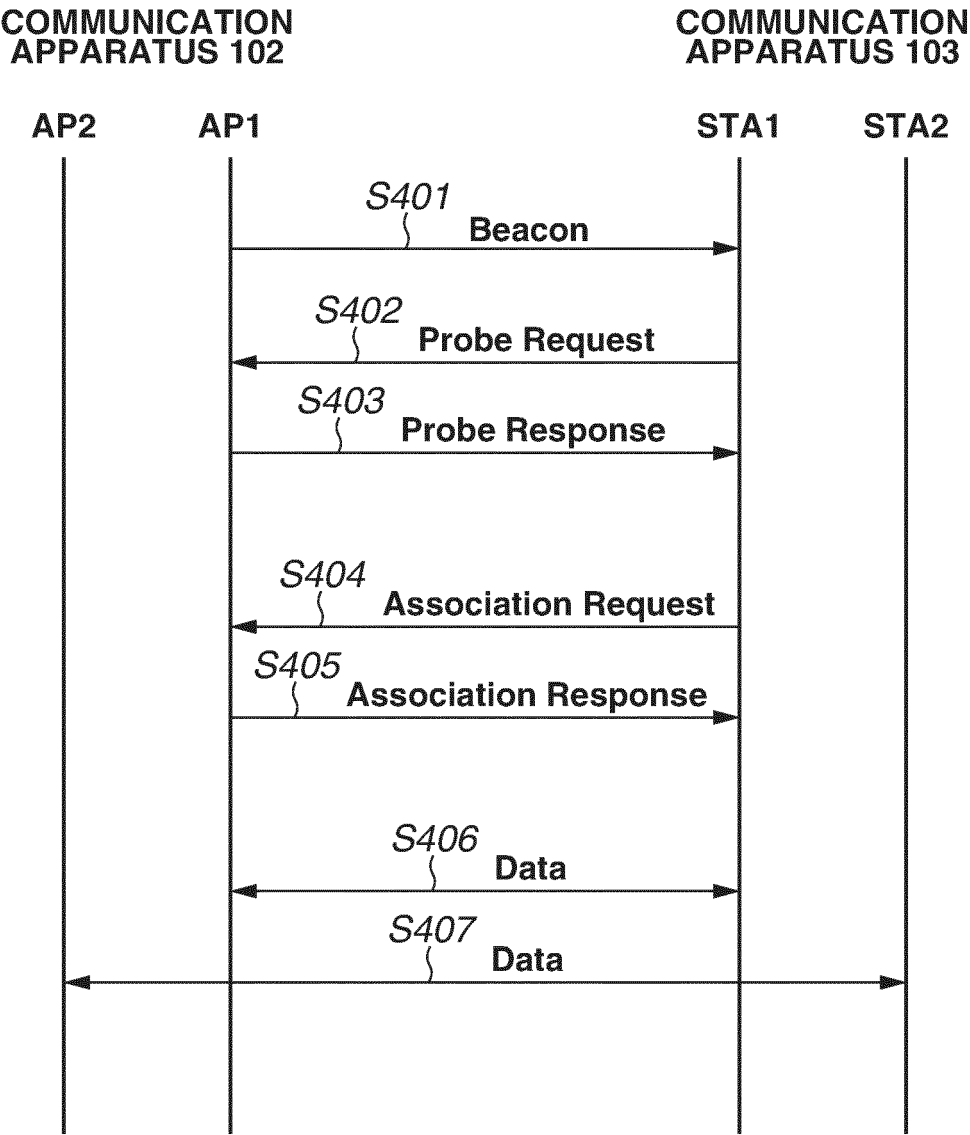 COMMUNICATION
APPARATUS 102
COMMUNICATION
APPARATUS 103
AP2
AP1
STA1
STA2
S401
Beacon
S402
Probe Request
S403
Probe Response
S404
Association Request
S405
Association Response
S406
Data
S407
Data